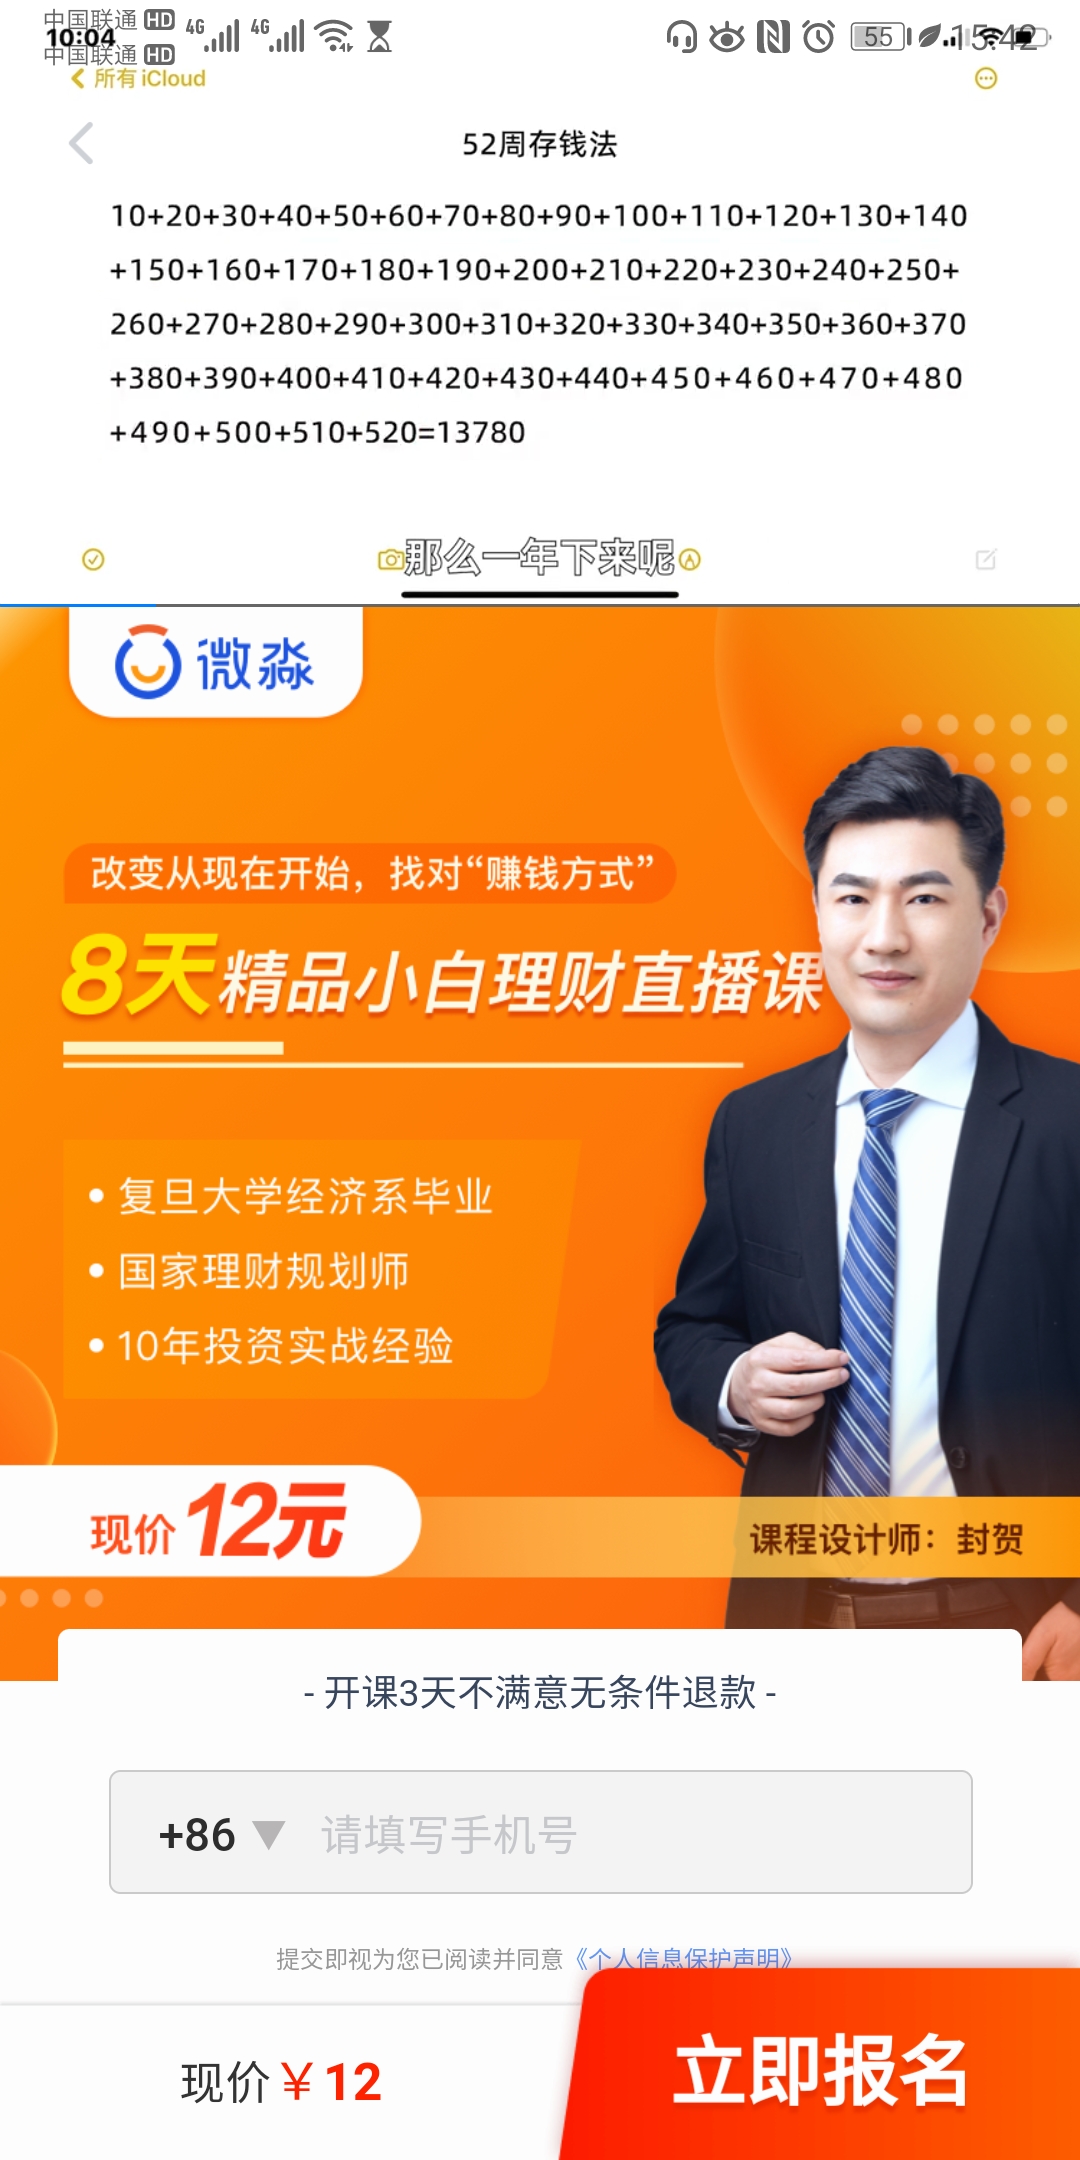 中国联通 HD
中国联通 HD
4G
4G
10:04
55
15:42
所有 iCloud
52周存钱法
10+20+30+40+50+60+70+80+90+100+110+120+130+140
+150+160+170+180+190+200+210+220+230+240+250+
260+270+280+290+300+310+320+330+340+350+360+370
+380+390+400+410+420+430+440+450+460+470+480
+490+500+510+520=13780
那么一年下来呢
微淼
改变从现在开始，找对“赚钱方式”
8天精品小白理财直播课
• 复旦大学经济系毕业
• 国家理财规划师
• 10年投资实战经验
现价12元
课程设计师：封贺
- 开课3天不满意无条件退款 -
+86 ▼ 请填写手机号
提交即视为您已阅读并同意《个人信息保护声明》
现价￥12
立即报名